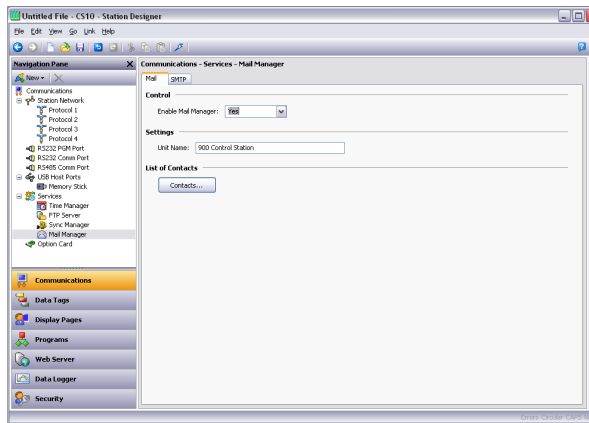 Untitled File - CS10 - Station Designer
File Edit View Go Link Help
Navigation Pane X
New
Communications
Station Network
Protocol 1
Protocol 2
Protocol 3
Protocol 4
RS232 PGM Port
RS232 Comm Port
RS485 Comm Port
USB Host Ports
Memory Stick
Services
Time Manager
FTP Server
Sync Manager
Mail Manager
Option Card
Communications
Data Tags
Display Pages
Programs
Web Server
Data Logger
Security
Communications - Services - Mail Manager
Mail SMTP
Control
Enable Mail Manager: Yes
Settings
Unit Name: 900 Control Station
List of Contacts
Contacts...
Errors Circular CAPS